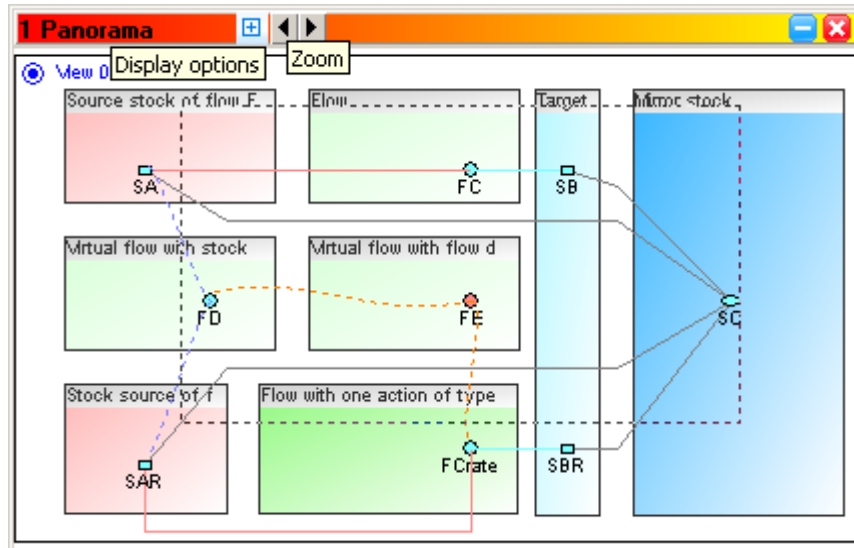 1 Panorama
Display options
Zoom
View 0
Source stock of flow F
Flow
Target
Mirror stock
SA
FC
SB
Virtual flow with stock
Virtual flow with flow d
FD
FE
SC
Stock source of f
Flow with one action of type
SAR
FCrate
SBR